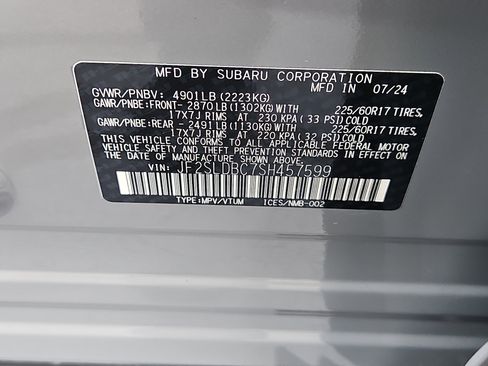 MFD BY SUBARU CORPORATION MFD IN 07/24
GVWR/PNBV: 4901LB(2223KG)
GAWR/PNBE:FRONT- 2870LB(1302KG)WITH 225/60R17 TIRES,
17X7J RIMS AT 230 KPA( 33 PSI)COLD
GAWR/PNBE:REAR - 2491LB(1130KG)WITH 225/60R17 TIRES,
17X7J RIMS AT 220 KPA( 32 PSI)COLD
THIS VEHICLE CONFORMS TO ALL APPLICABLE FEDERAL MOTOR
VEHICLE SAFETY AND THEFT PREVENTION STANDARDS
IN EFFECT ON THE DATE OF MANUFACTURE SHOWN ABOVE.
VIN: JF2SLDBC7SH457599
TYPE:MPV/VTUM ICES/NMB-002